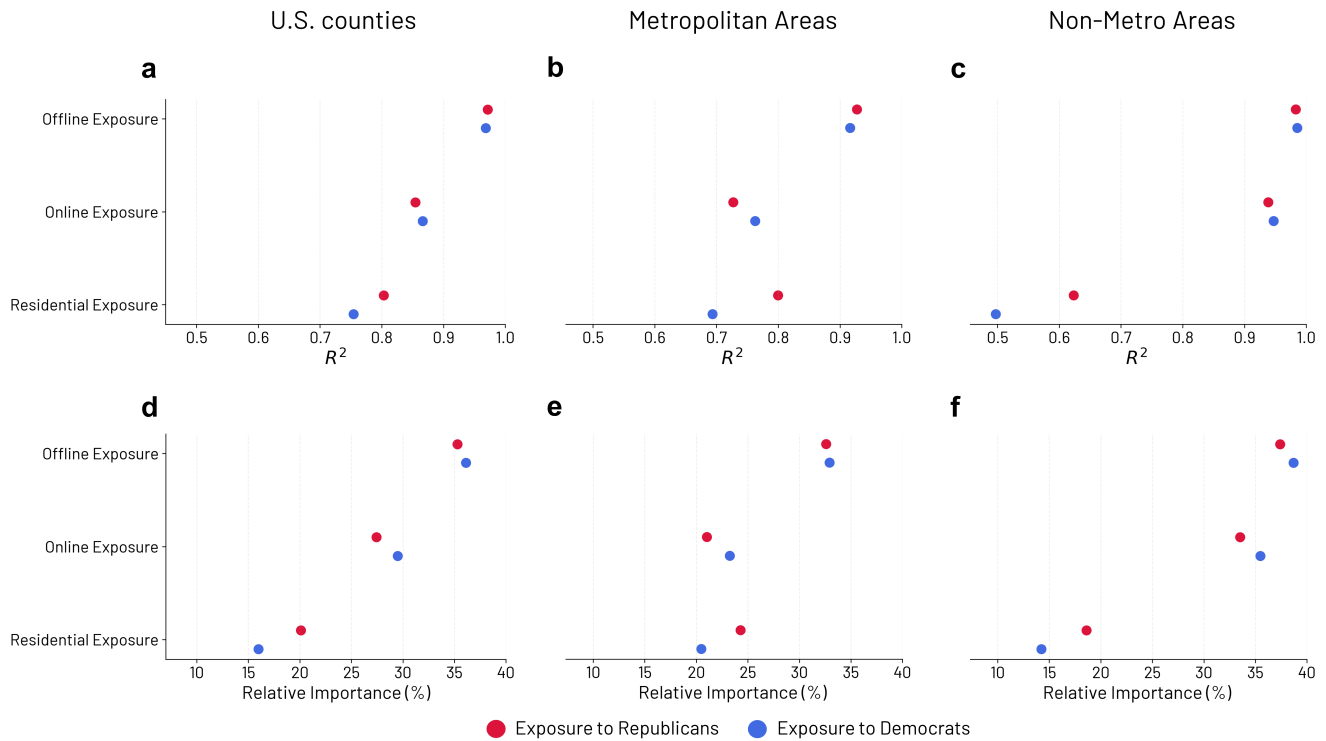 U.S. counties Metropolitan Areas Non-Metro Areas
a b c
Offline Exposure
Online Exposure
Residential Exposure
0.5 0.6 0.7 0.8 0.9 1.0 0.5 0.6 0.7 0.8 0.9 1.0 0.5 0.6 0.7 0.8 0.9 1.0
R² R² R²
d e f
Offline Exposure
Online Exposure
Residential Exposure
10 15 20 25 30 35 40 10 15 20 25 30 35 40 10 15 20 25 30 35 40
Relative Importance (%) Relative Importance (%) Relative Importance (%)
Exposure to Republicans Exposure to Democrats